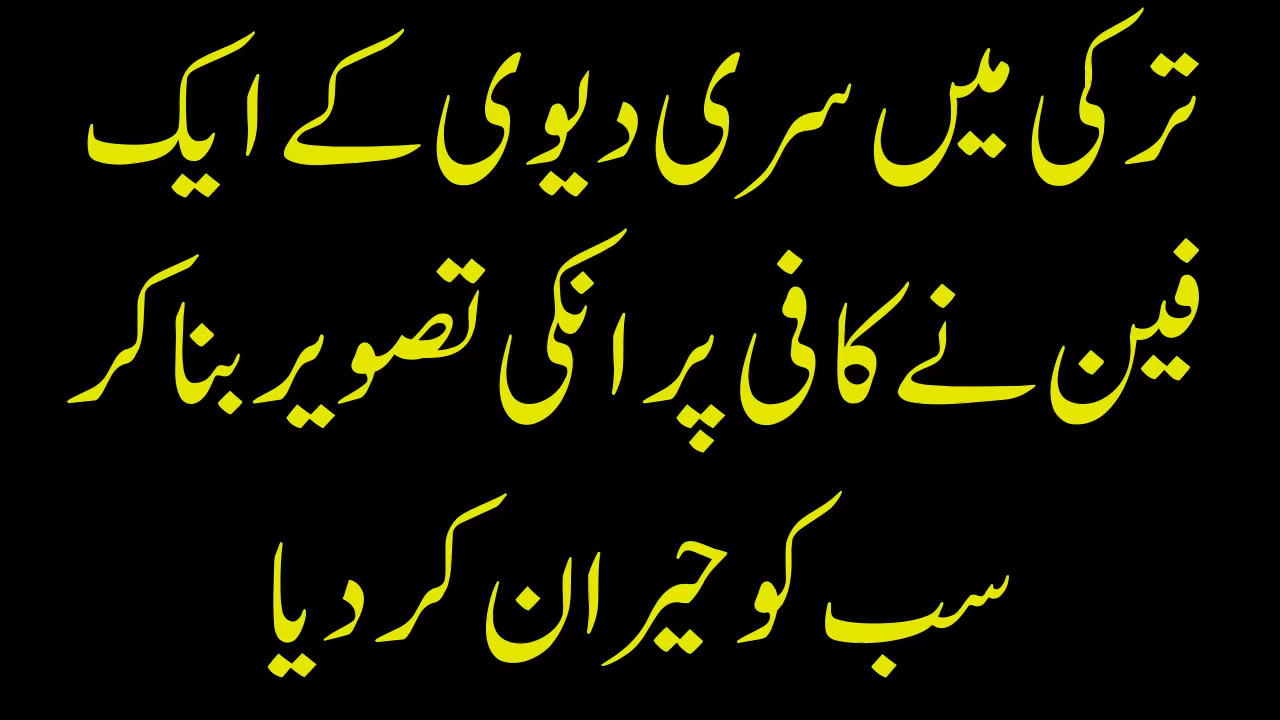 ترکی میں سری دیوی کے ایک
فین نے کافی پر انکی تصویر بنا کر
سب کو حیران کر دیا